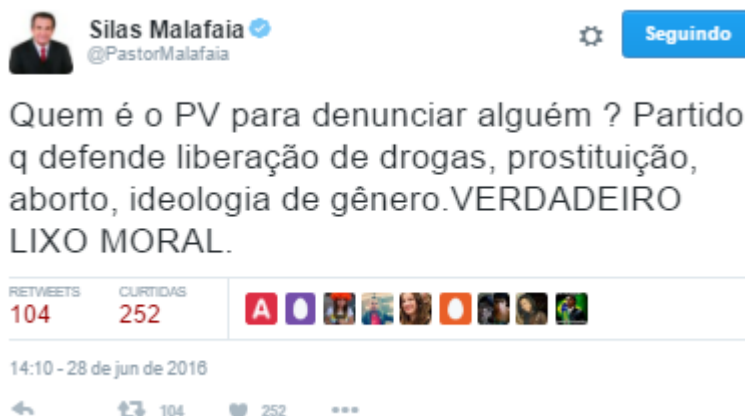 Silas Malafaia
@PastorMalafaia
Seguindo
Quem é o PV para denunciar alguém ? Partido
q defende liberação de drogas, prostituição,
aborto, ideologia de gênero.VERDADEIRO
LIXO MORAL.
RETWEETS CURTIDAS
104 252
A
14:10 - 28 de jun de 2016
104 252